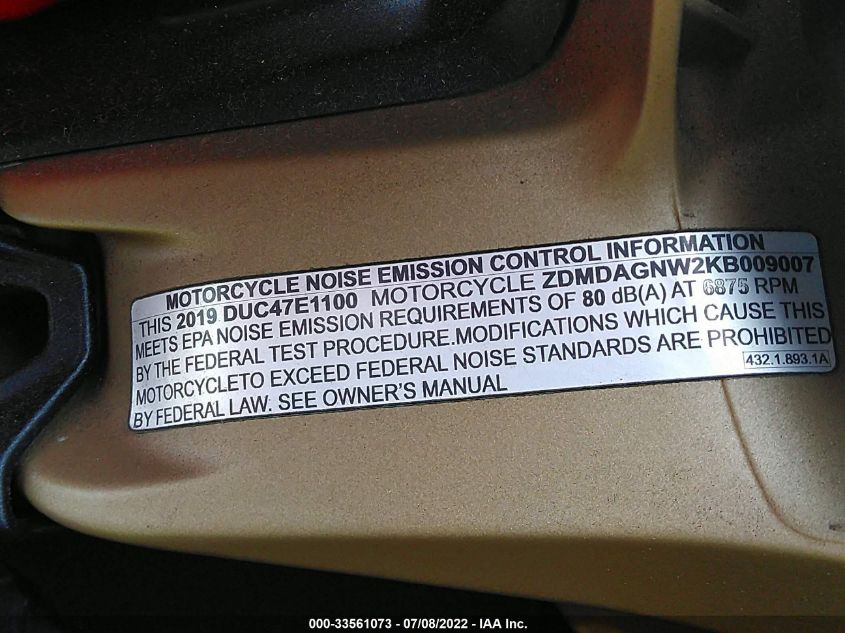 MOTORCYCLE NOISE EMISSION CONTROL INFORMATION
THIS 2019 DUC47E1100 MOTORCYCLE ZDMDAGNW2KB009007
MEETS EPA NOISE EMISSION REQUIREMENTS OF 80 dB(A) AT 6875 RPM
BY THE FEDERAL TEST PROCEDURE.MODIFICATIONS WHICH CAUSE THIS
MOTORCYCLETO EXCEED FEDERAL NOISE STANDARDS ARE PROHIBITED
BY FEDERAL LAW. SEE OWNER'S MANUAL
432.1.893.1A
000-33561073 - 07/08/2022 - IAA Inc.